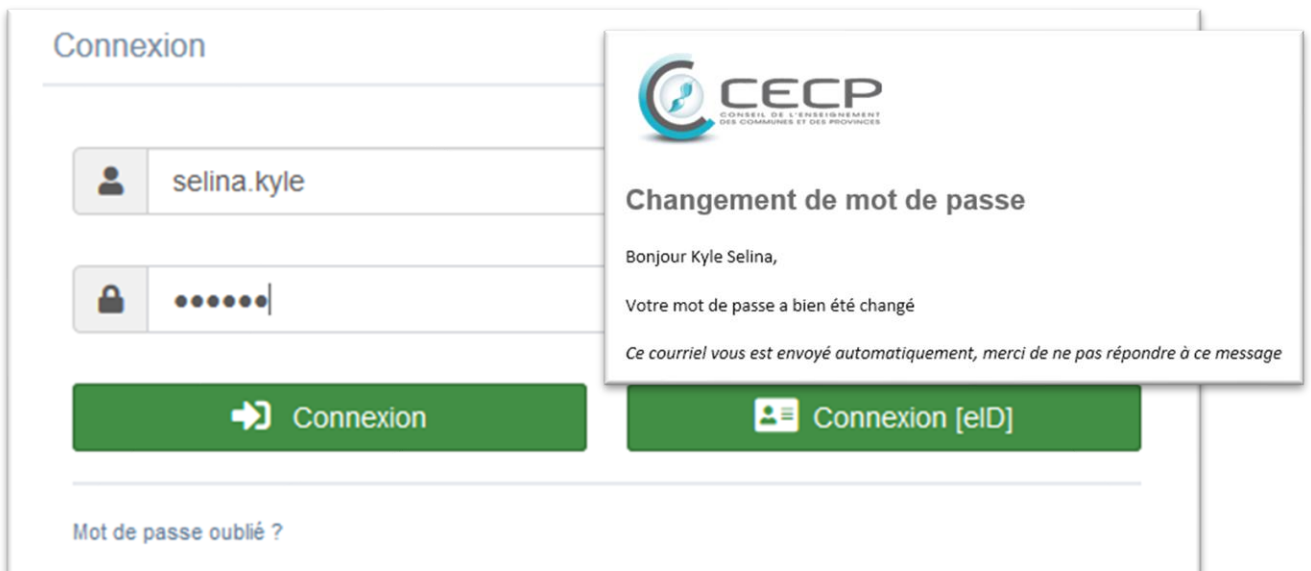 Connexion
selina.kyle
••••••
Connexion
Connexion [eID]
Mot de passe oublié ?
CECP
CONSEIL DE L'ENSEIGNEMENT
DES COMMUNES ET DES PROVINCES
Changement de mot de passe
Bonjour Kyle Selina,
Votre mot de passe a bien été changé
Ce courriel vous est envoyé automatiquement, merci de ne pas répondre à ce message